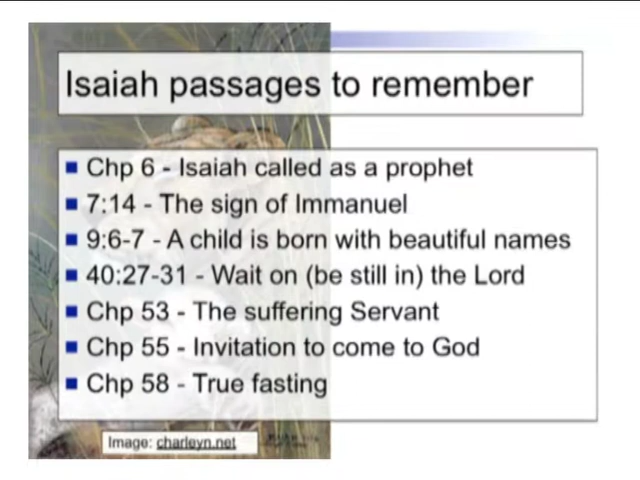 Isaiah passages to remember
Chp 6 - Isaiah called as a prophet
7:14 - The sign of Immanuel
9:6-7 - A child is born with beautiful names
40:27-31 - Wait on (be still in) the Lord
Chp 53 - The suffering Servant
Chp 55 - Invitation to come to God
Chp 58 - True fasting
Image: charleyn.net